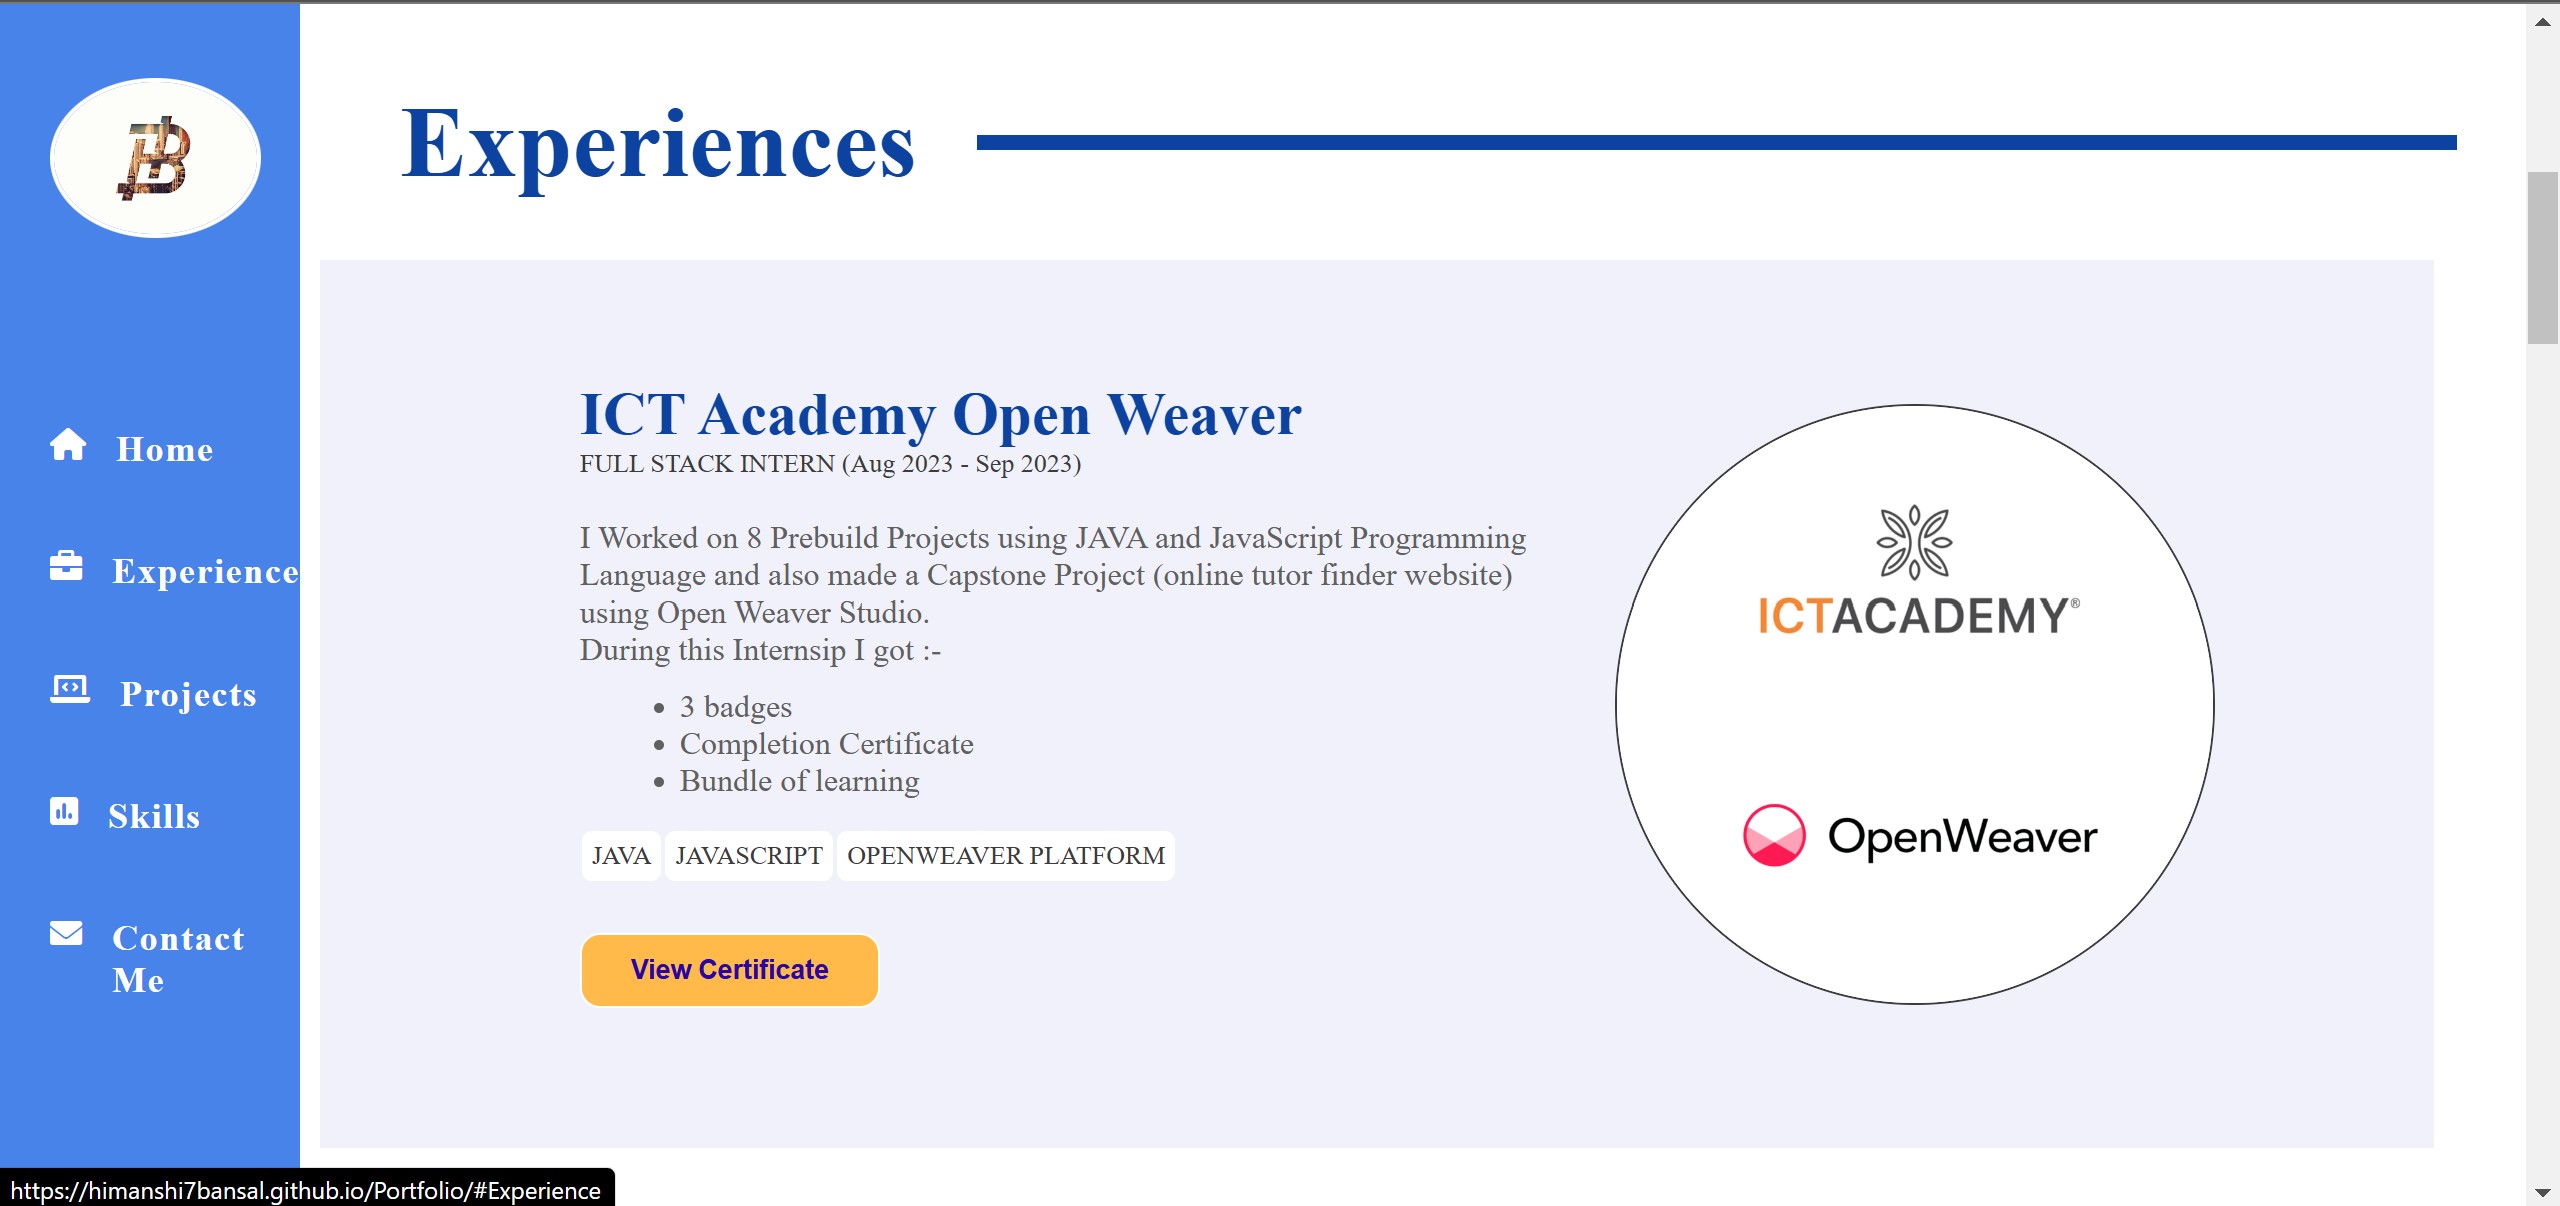 Home
Experience
Projects
Skills
Contact
Me
Experiences
ICT Academy Open Weaver
FULL STACK INTERN (Aug 2023 - Sep 2023)
I Worked on 8 Prebuild Projects using JAVA and JavaScript Programming
Language and also made a Capstone Project (online tutor finder website)
using Open Weaver Studio.
During this Internsip I got :-
• 3 badges
• Completion Certificate
• Bundle of learning
JAVA JAVASCRIPT OPENWEAVER PLATFORM
View Certificate
ICTACADEMY®
OpenWeaver
https://himanshi7bansal.github.io/Portfolio/#Experience